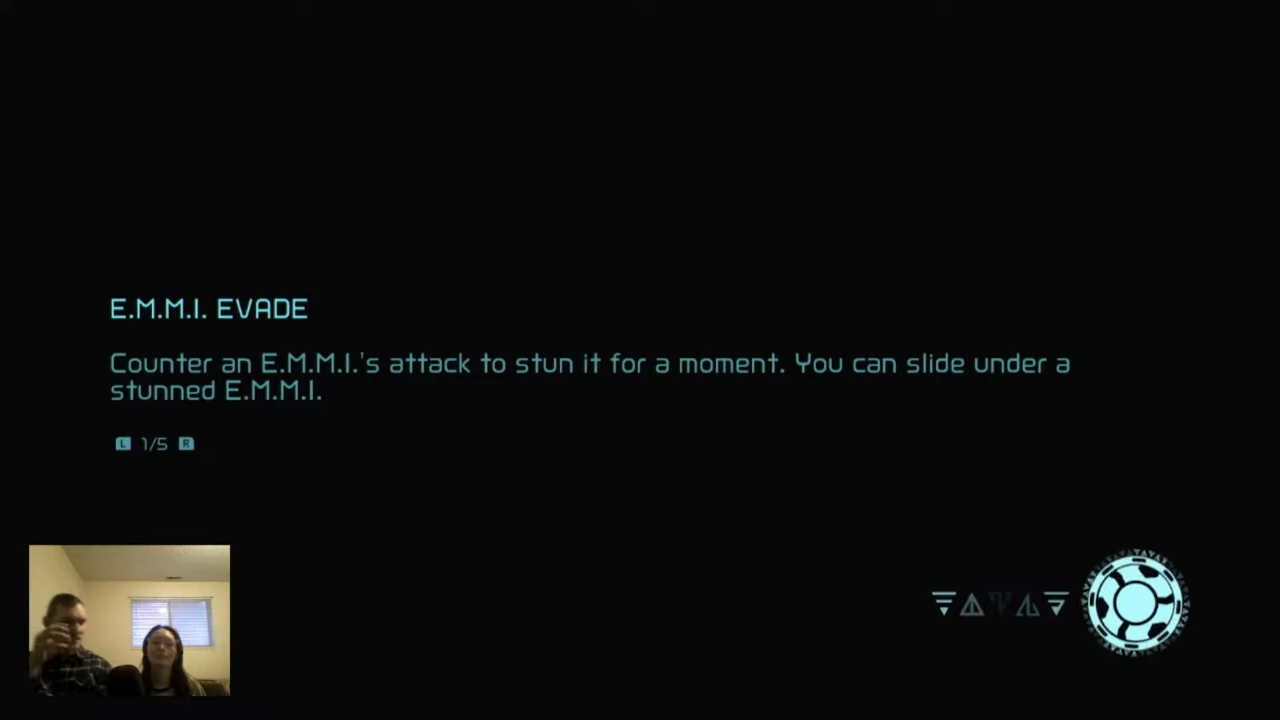 E.M.M.I. EVADE
Counter an E.M.M.I.'s attack to stun it for a moment. You can slide under a
stunned E.M.M.I.
L 1/5 R